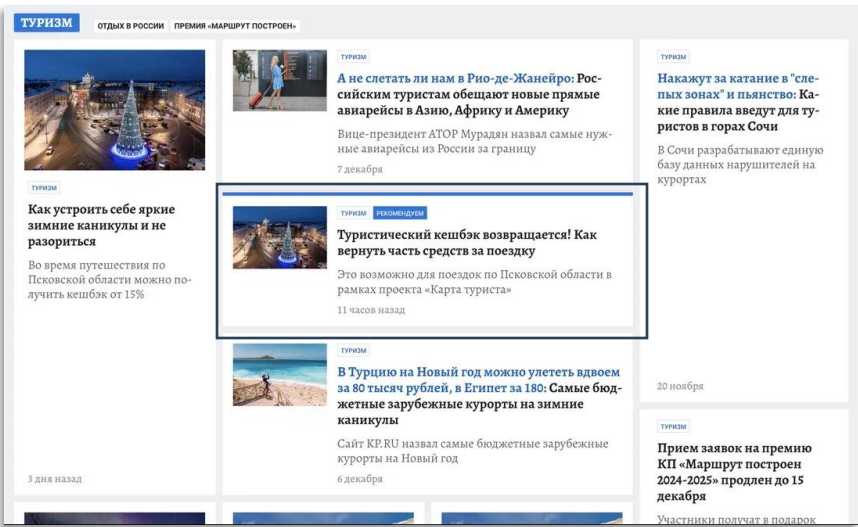 ТУРИЗМ
ОТДЫХ В РОССИИ
ПРЕМИЯ «МАРШРУТ ПОСТРОЕН»
ТУРИЗМ
Как устроить себе яркие
зимние каникулы и не
разориться
Во время путешествия по
Псковской области можно по-
лучить кешбэк от 15%
3 дня назад
ТУРИЗМ
А не слетать ли нам в Рио-де-Жанейро: Рос-
сийским туристам обещают новые прямые
авиарейсы в Азию, Африку и Америку
Вице-президент АТОР Мурадян назвал самые нуж-
ные авиарейсы из России за границу
7 декабря
ТУРИЗМ РЕКОМЕНДУЕМ
Туристический кешбэк возвращается! Как
вернуть часть средств за поездку
Это возможно для поездок по Псковской области в
рамках проекта «Карта туриста»
11 часов назад
ТУРИЗМ
В Турцию на Новый год можно улететь вдвоем
за 80 тысяч рублей, в Египет за 180: Самые бюд-
жетные зарубежные курорты на зимние
каникулы
Сайт KP.RU назвал самые бюджетные зарубежные
курорты на Новый год
6 декабря
ТУРИЗМ
Накажут за катание в "сле-
пых зонах" и пьянство: Ка-
кие правила введут для ту-
ристов в горах Сочи
В Сочи разрабатывают единую
базу данных нарушителей на
курортах
20 ноября
ТУРИЗМ
Прием заявок на премию
КП «Маршрут построен
2024-2025» продлен до 15
декабря
Участники получат в подарок